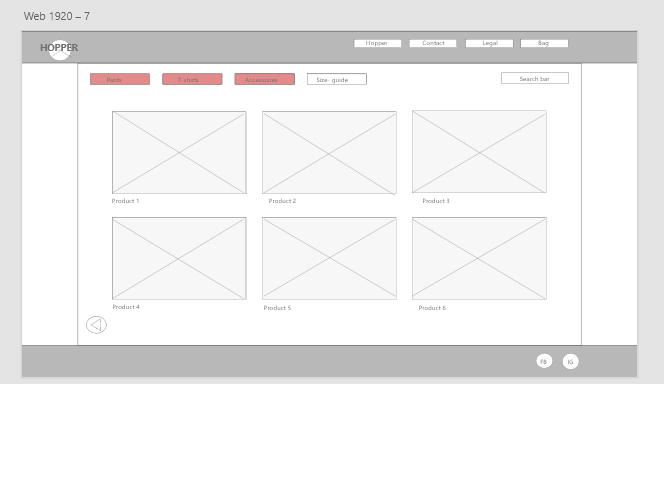 Web 1920 – 7
HOPPER
Hopper
Contact
Legal
Bag
Pants
T-shirts
Accessories
Size- guide
Search bar
Product 1
Product 2
Product 3
Product 4
Product 5
Product 6
FB
IG